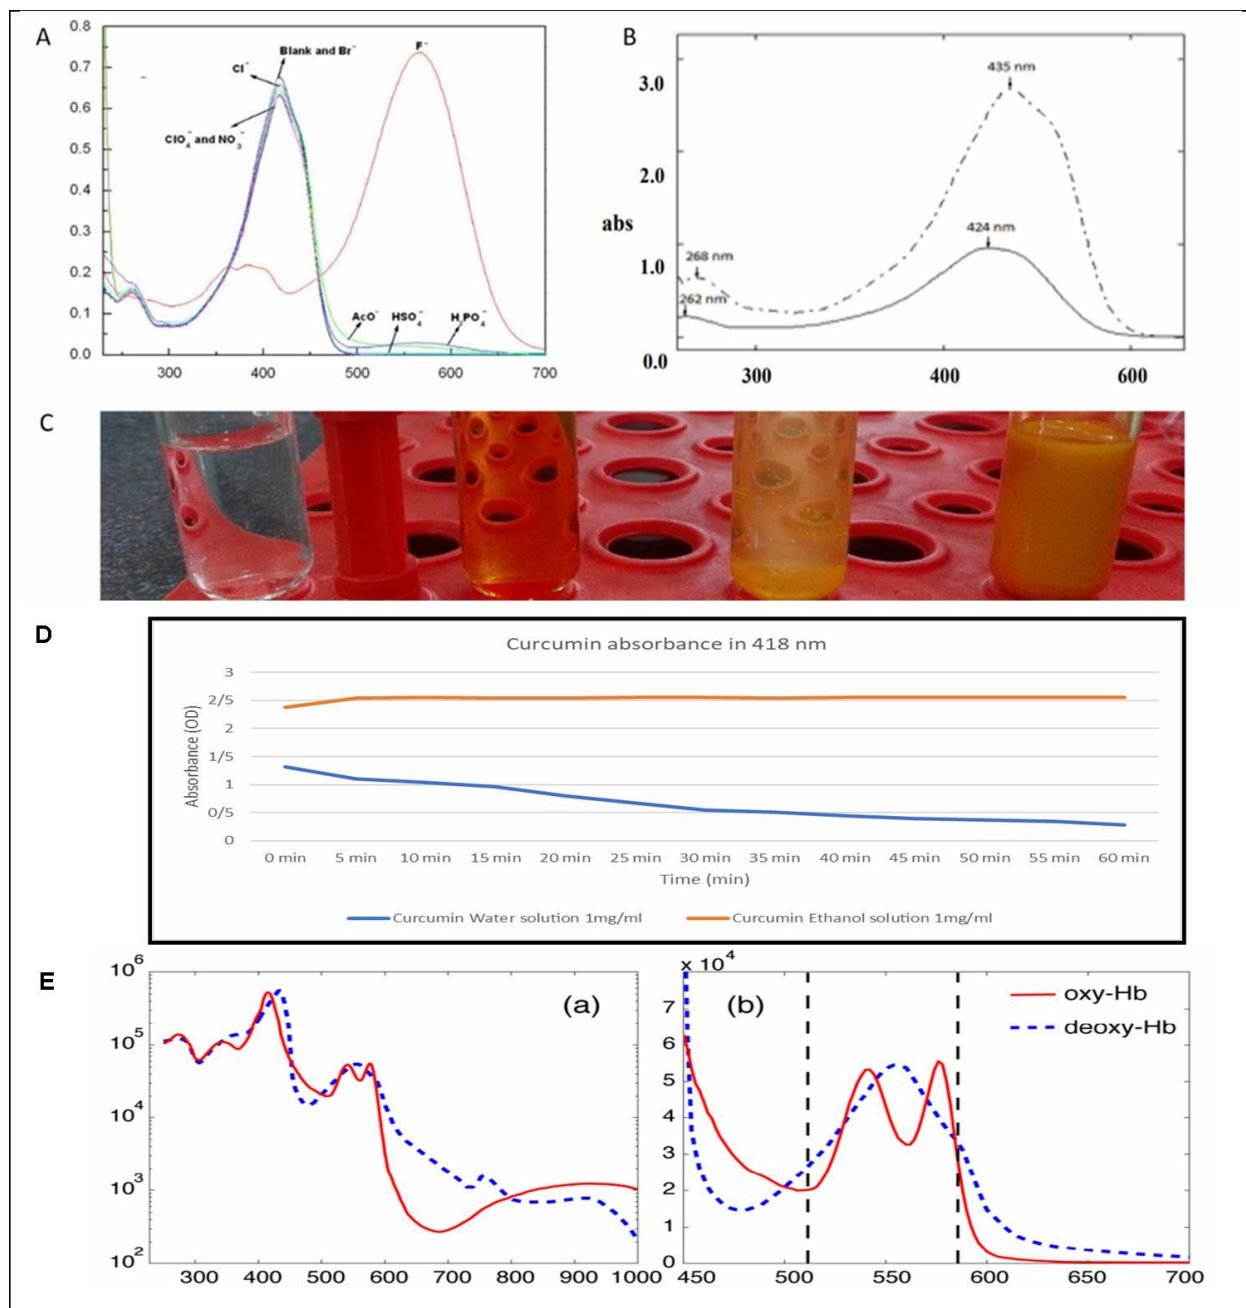 A
0.8
0.7
0.6
0.5
0.4
0.3
0.2
0.1
0.0
300 400 500 600 700
Blank and Br⁻
Cl⁻
F⁻
ClO₄⁻ and NO₃⁻
AcO⁻ HSO₄⁻ H₂PO₄⁻
B
3.0
2.0
abs
1.0
0.0
435 nm
424 nm
268 nm
262 nm
300 400 600
C
D
Curcumin absorbance in 418 nm
Absorbance (OD)
3
2/5
2
1/5
1
0/5
0
0 min 5 min 10 min 15 min 20 min 25 min 30 min 35 min 40 min 45 min 50 min 55 min 60 min
Time (min)
Curcumin Water solution 1mg/ml Curcumin Ethanol solution 1mg/ml
E
(a)
10⁶
10⁵
10⁴
10³
10²
300 400 500 600 700 800 900 1000
x 10⁴
(b)
oxy-Hb
deoxy-Hb
7
6
5
4
3
2
1
0
450 500 550 600 650 700